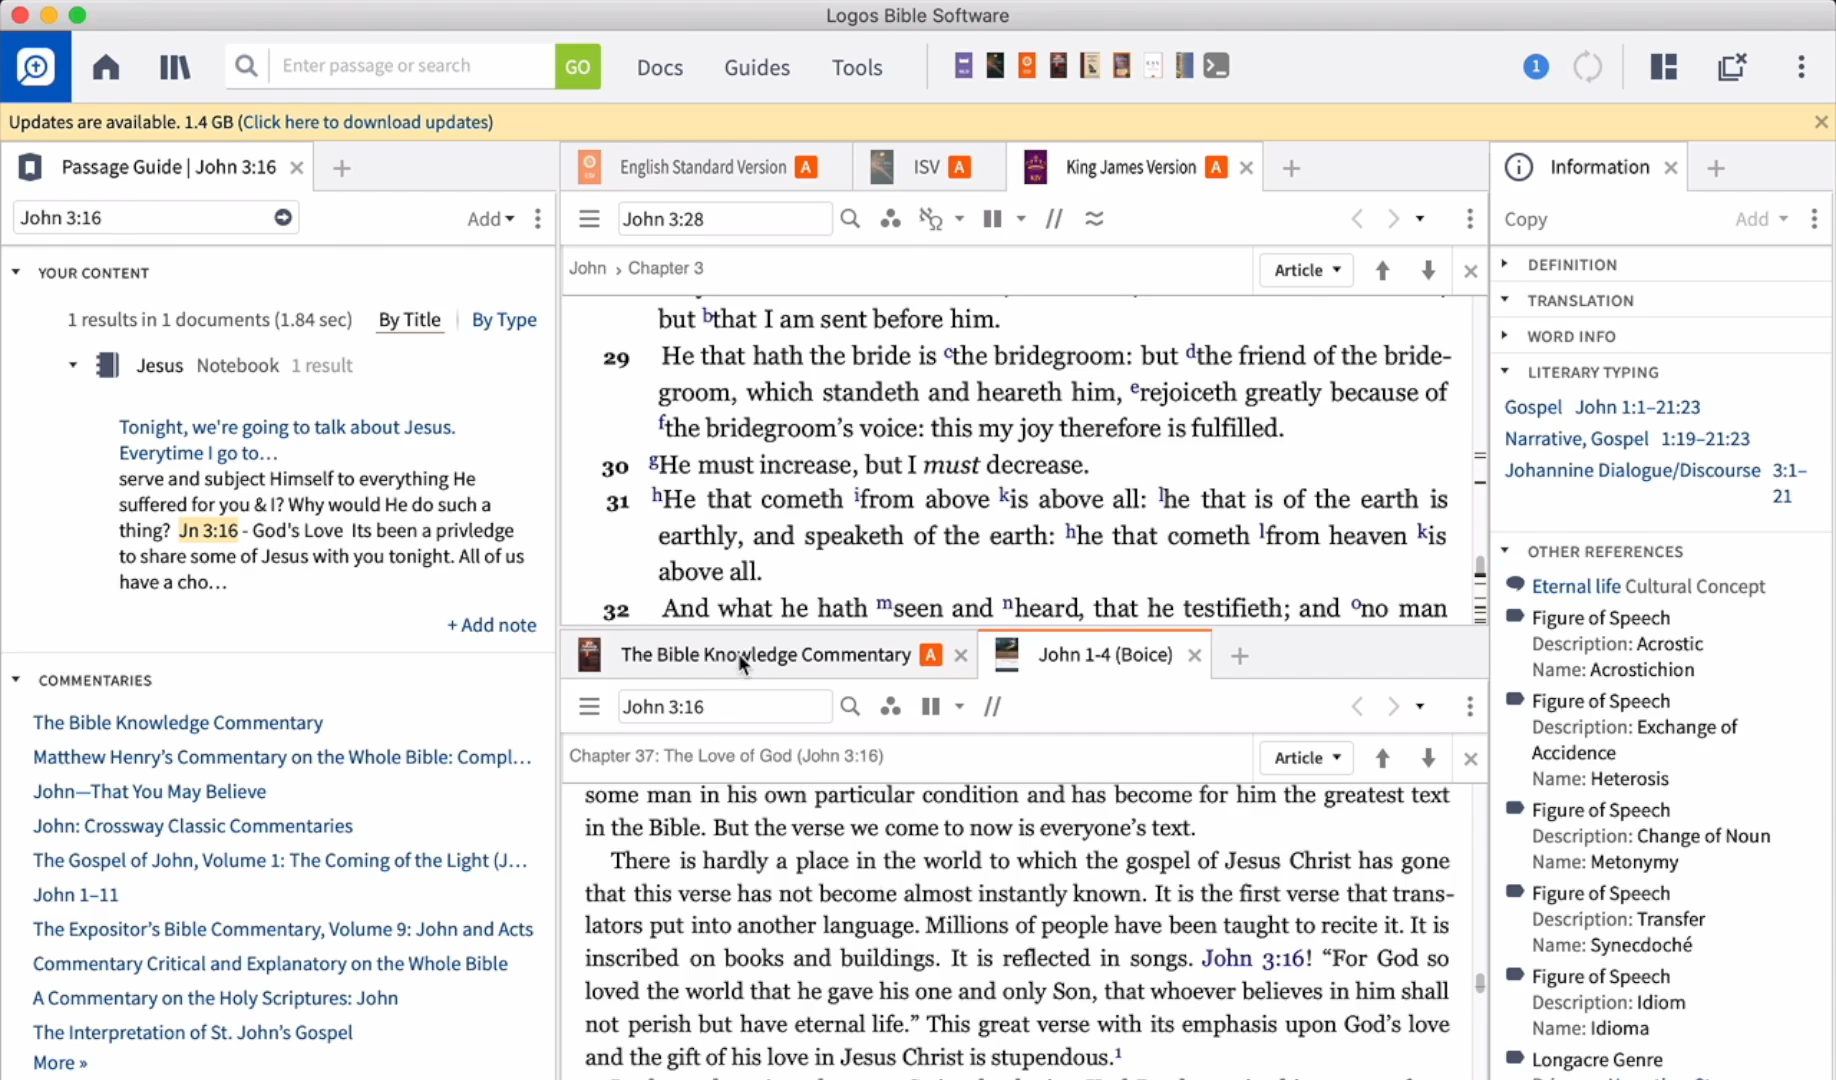 Logos Bible Software
Enter passage or search
GO
Docs
Guides
Tools
1
Updates are available. 1.4 GB (Click here to download updates)
Passage Guide | John 3:16
John 3:16
Add
YOUR CONTENT
1 results in 1 documents (1.84 sec) By Title | By Type
Jesus Notebook 1 result
Tonight, we're going to talk about Jesus.
Everytime I go to…
serve and subject Himself to everything He
suffered for you & I? Why would He do such a
thing? Jn 3:16 - God's Love Its been a privledge
to share some of Jesus with you tonight. All of us
have a cho…
+ Add note
COMMENTARIES
The Bible Knowledge Commentary
Matthew Henry's Commentary on the Whole Bible: Compl…
John—That You May Believe
John: Crossway Classic Commentaries
The Gospel of John, Volume 1: The Coming of the Light (J…
John 1–11
The Expositor's Bible Commentary, Volume 9: John and Acts
Commentary Critical and Explanatory on the Whole Bible
A Commentary on the Holy Scriptures: John
The Interpretation of St. John's Gospel
More »
English Standard Version A
ISV A
King James Version A
John 3:28
John › Chapter 3
Article
but bthat I am sent before him.
29 He that hath the bride is cthe bridegroom: but dthe friend of the bride-
groom, which standeth and heareth him, erejoiceth greatly because of
fthe bridegroom's voice: this my joy therefore is fulfilled.
30 gHe must increase, but I must decrease.
31 hHe that cometh ifrom above kis above all: lhe that is of the earth is
earthly, and speaketh of the earth: hhe that cometh lfrom heaven kis
above all.
32 And what he hath mseen and nheard, that he testifieth; and ono man
The Bible Knowledge Commentary A
John 1-4 (Boice)
John 3:16
Chapter 37: The Love of God (John 3:16)
Article
some man in his own particular condition and has become for him the greatest text
in the Bible. But the verse we come to now is everyone's text.
There is hardly a place in the world to which the gospel of Jesus Christ has gone
that this verse has not become almost instantly known. It is the first verse that trans-
lators put into another language. Millions of people have been taught to recite it. It is
inscribed on books and buildings. It is reflected in songs. John 3:16! “For God so
loved the world that he gave his one and only Son, that whoever believes in him shall
not perish but have eternal life.” This great verse with its emphasis upon God's love
and the gift of his love in Jesus Christ is stupendous.1
Information
Copy
Add
DEFINITION
TRANSLATION
WORD INFO
LITERARY TYPING
Gospel John 1:1–21:23
Narrative, Gospel 1:19–21:23
Johannine Dialogue/Discourse 3:1–
21
OTHER REFERENCES
Eternal life Cultural Concept
Figure of Speech
Description: Acrostic
Name: Acrostichion
Figure of Speech
Description: Exchange of
Accidence
Name: Heterosis
Figure of Speech
Description: Change of Noun
Name: Metonymy
Figure of Speech
Description: Transfer
Name: Synecdoché
Figure of Speech
Description: Idiom
Name: Idioma
Longacre Genre